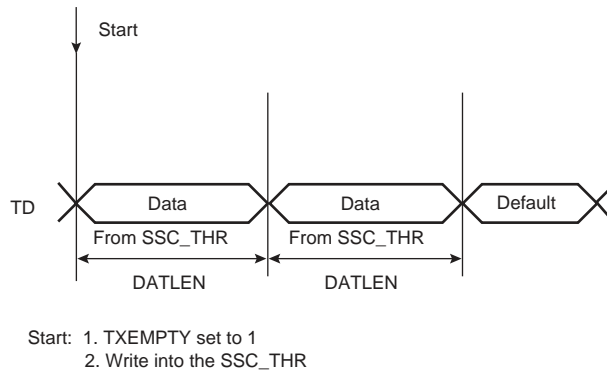 Start
TD
Data
Data
Default
From SSC_THR
From SSC_THR
DATLEN
DATLEN
Start: 1. TXEMPTY set to 1
2. Write into the SSC_THR